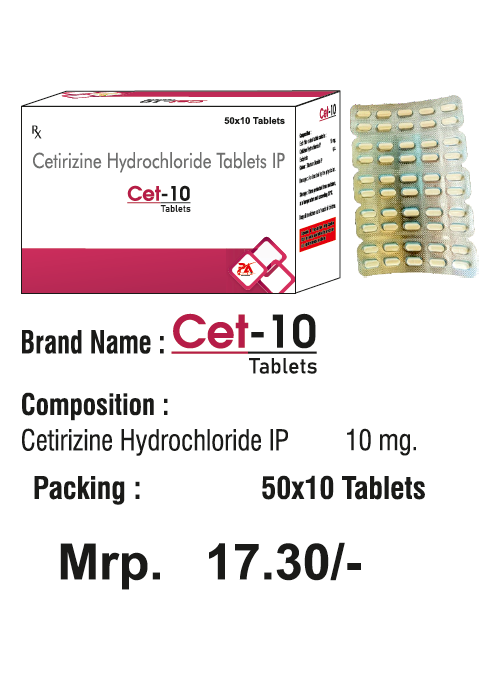 50x10 Tablets
Rx
Cetirizine Hydrochloride Tablets IP
Cet-10
Tablets
PA
Cet-10
Brand Name : Cet-10
Tablets
Composition :
Cetirizine Hydrochloride IP 10 mg.
Packing : 50x10 Tablets
Mrp. 17.30/-